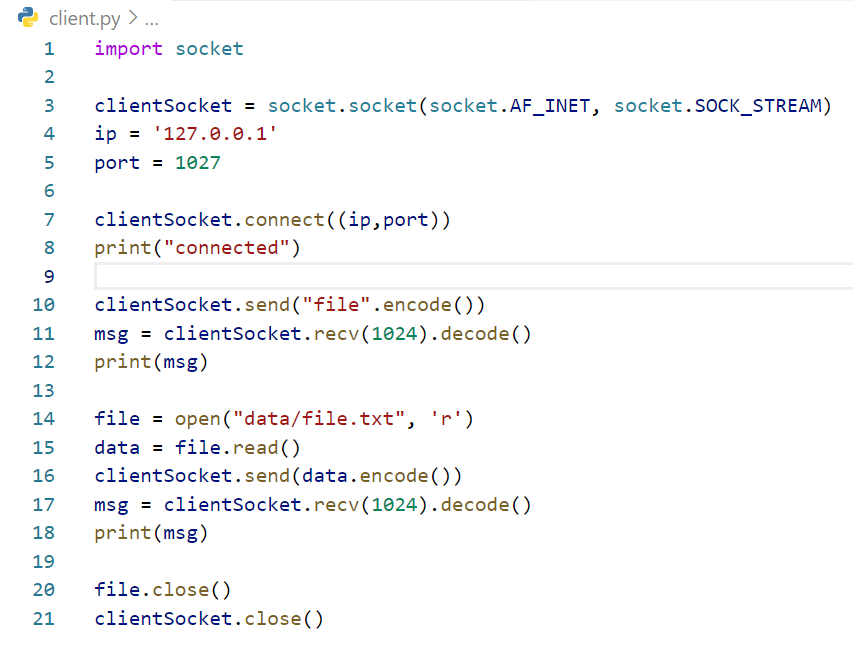 client.py > ...
1 import socket
2
3 clientSocket = socket.socket(socket.AF_INET, socket.SOCK_STREAM)
4 ip = '127.0.0.1'
5 port = 1027
6
7 clientSocket.connect((ip,port))
8 print("connected")
9
10 clientSocket.send("file".encode())
11 msg = clientSocket.recv(1024).decode()
12 print(msg)
13
14 file = open("data/file.txt", 'r')
15 data = file.read()
16 clientSocket.send(data.encode())
17 msg = clientSocket.recv(1024).decode()
18 print(msg)
19
20 file.close()
21 clientSocket.close()